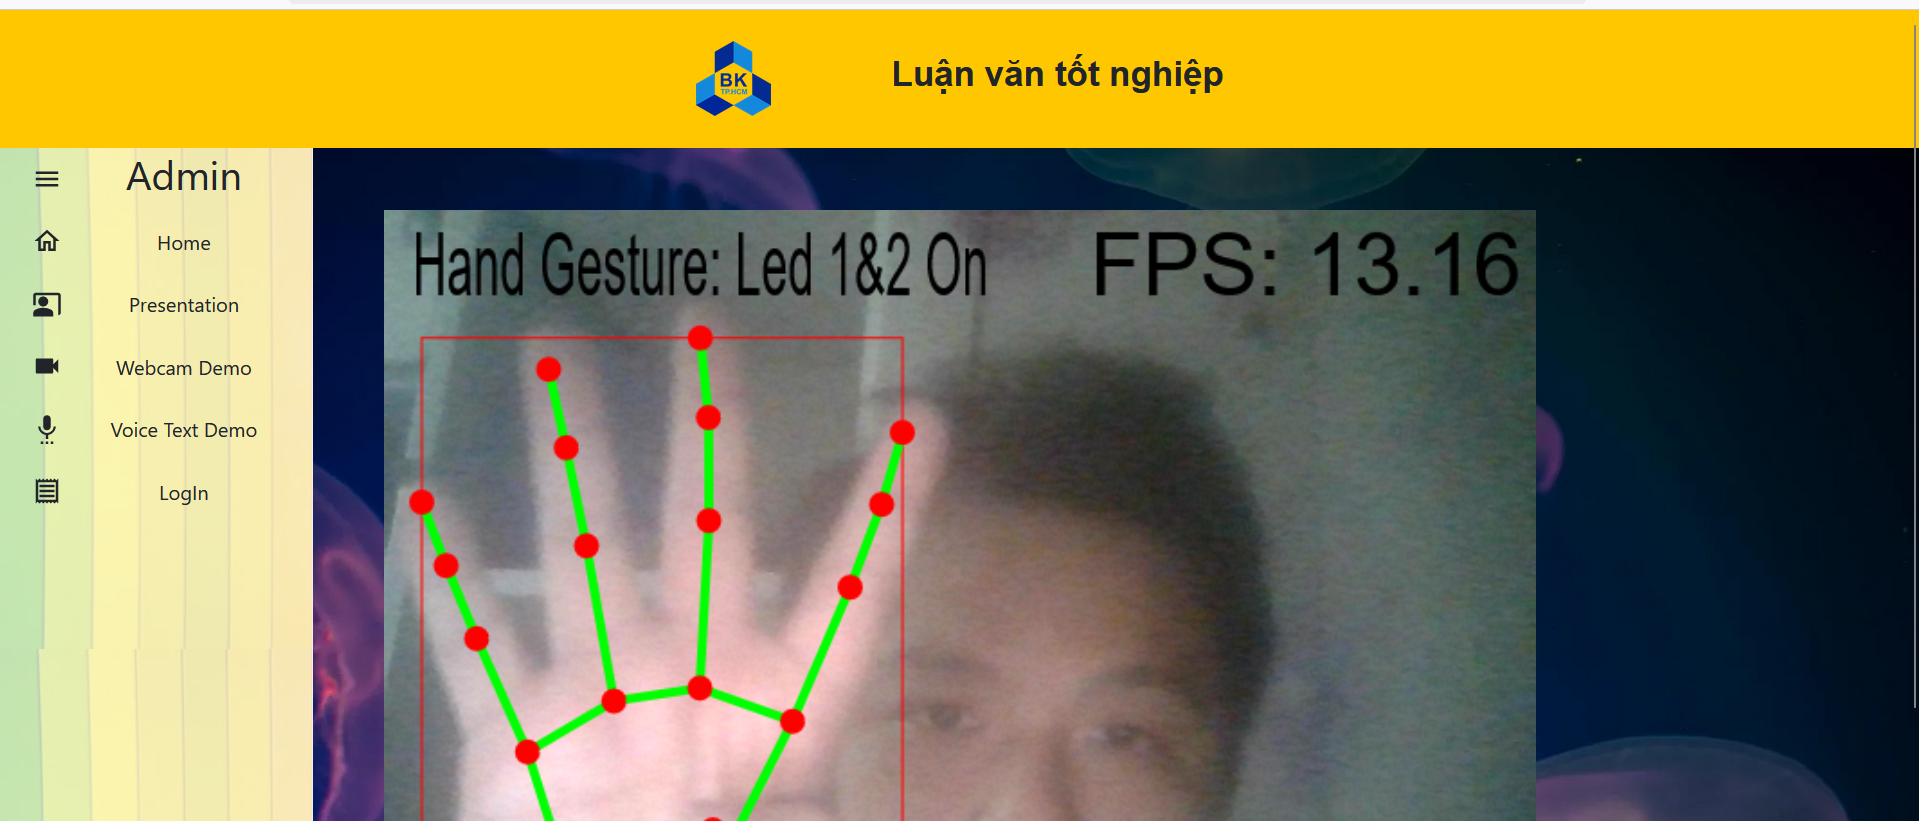 BK
TP.HCM
Luận văn tốt nghiệp
Admin
Home
Presentation
Webcam Demo
Voice Text Demo
LogIn
Hand Gesture: Led 1&2 On
FPS: 13.16